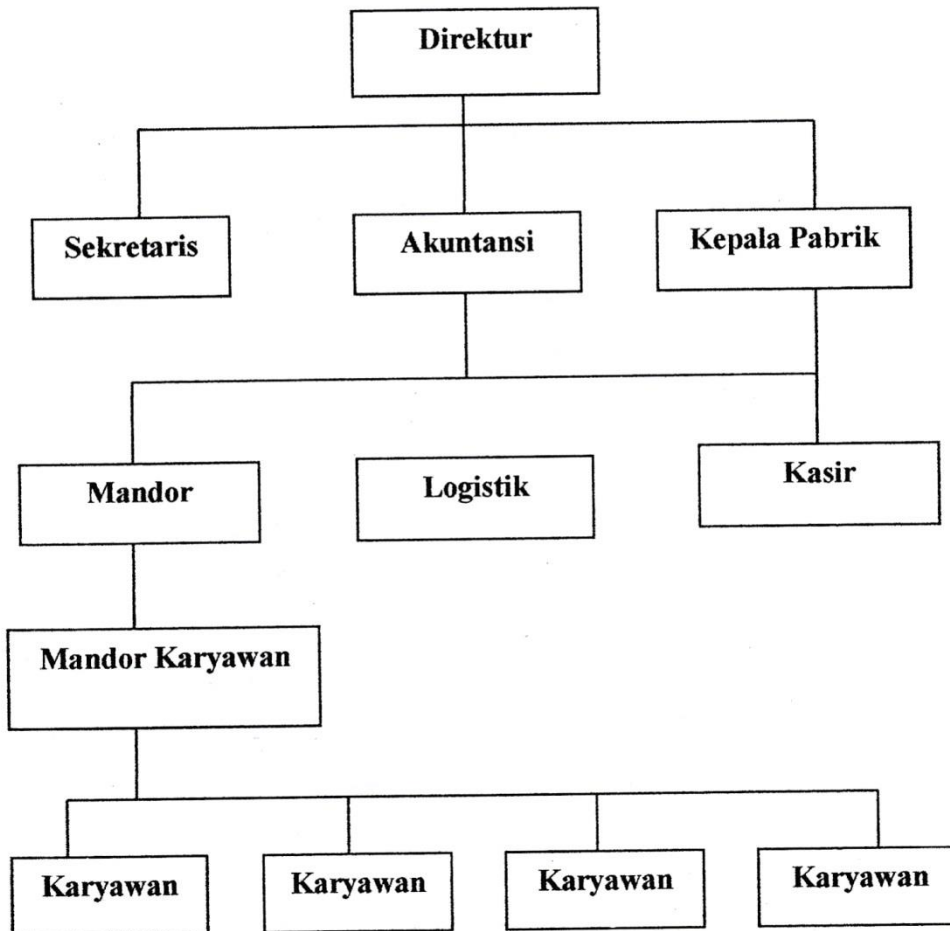 Direktur
Sekretaris
Akuntansi
Kepala Pabrik
Mandor
Logistik
Kasir
Mandor Karyawan
Karyawan
Karyawan
Karyawan
Karyawan